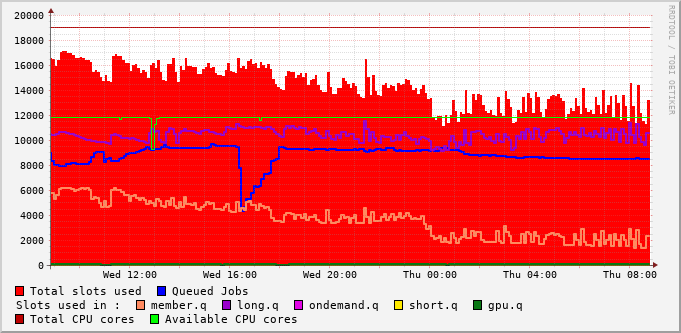 20000
18000
16000
14000
12000
10000
8000
6000
4000
2000
0
Wed 12:00 Wed 16:00 Wed 20:00 Thu 00:00 Thu 04:00 Thu 08:00
Total slots used Queued Jobs
Slots used in : member.q long.q ondemand.q short.q gpu.q
Total CPU cores Available CPU cores
RRDTOOL / TOBI OETIKER